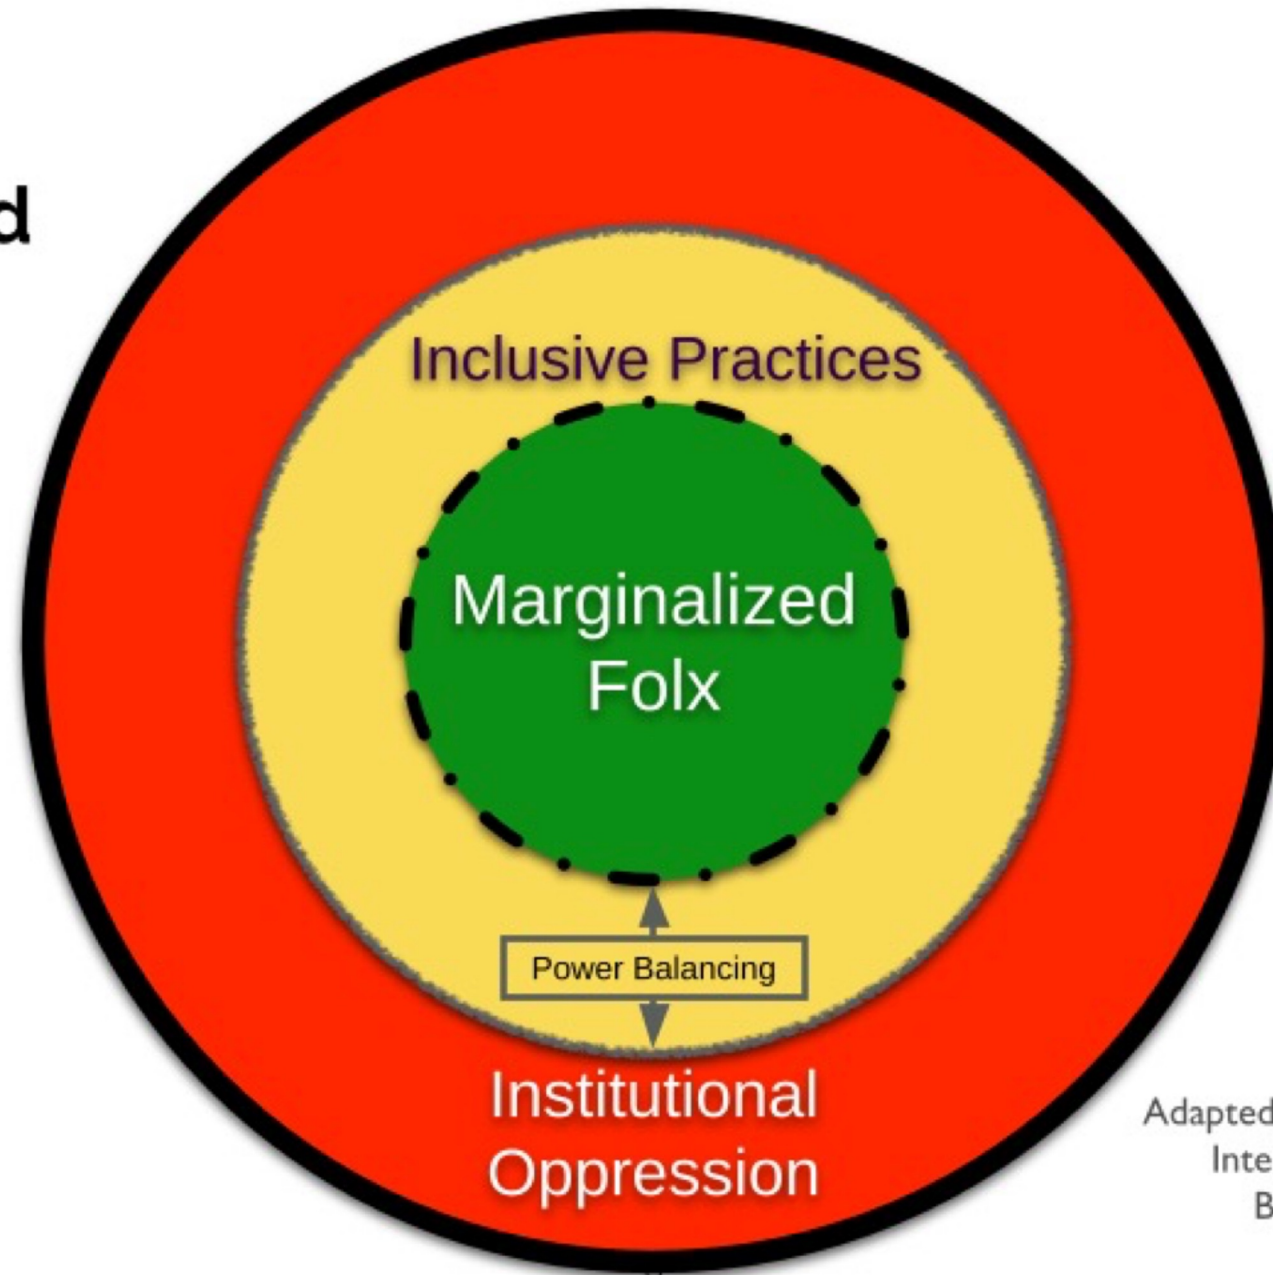 d
Inclusive Practices
Marginalized
Folx
Power Balancing
Institutional
Oppression
Adapted
Inte
B